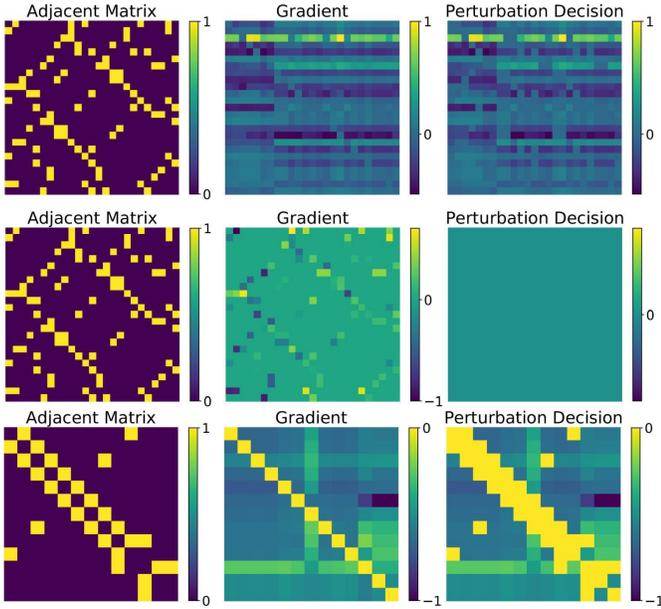 Adjacent Matrix Gradient Perturbation Decision
1 1 1
0 0
0
Adjacent Matrix Gradient Perturbation Decision
1
0 0
0 −1
Adjacent Matrix Gradient Perturbation Decision
1 0 0
0 −1 −1